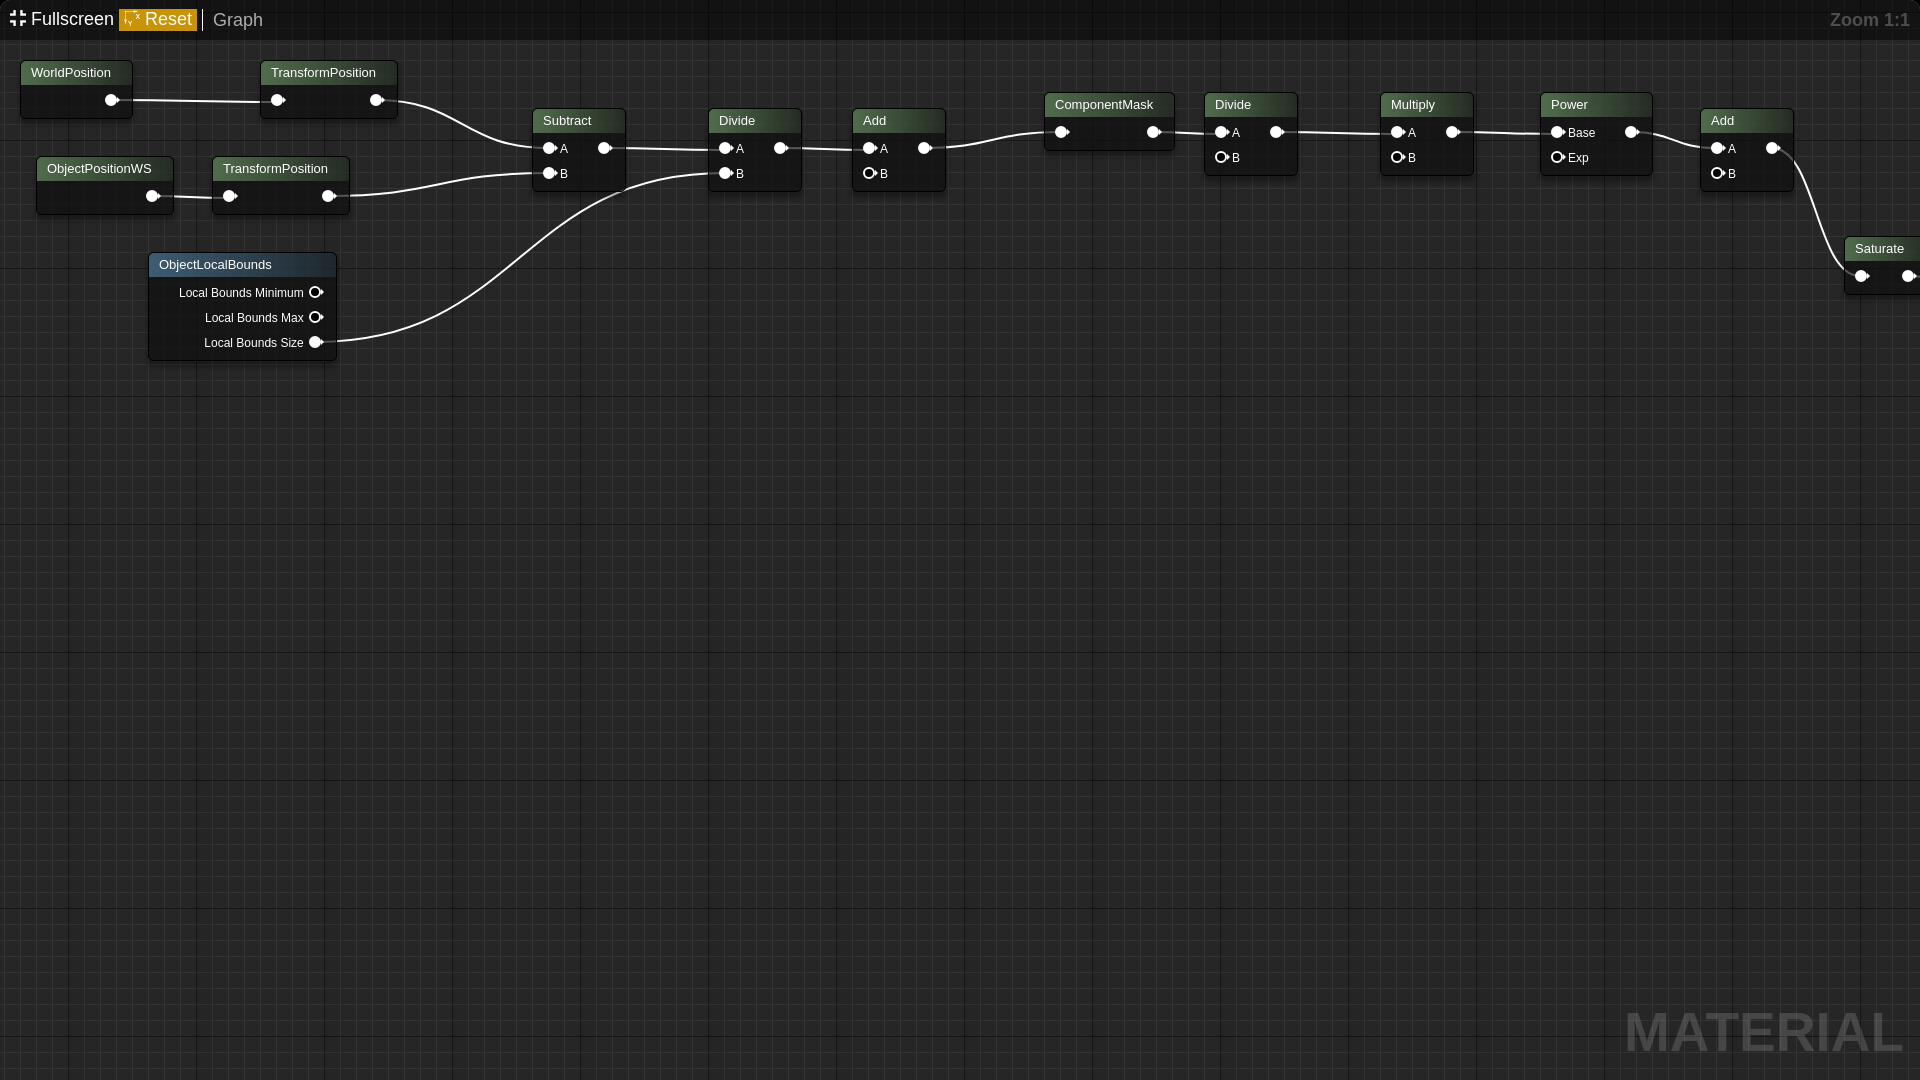 Fullscreen
Reset
Graph
Zoom 1:1
WorldPosition
TransformPosition
ObjectPositionWS
TransformPosition
ObjectLocalBounds
Local Bounds Minimum
Local Bounds Max
Local Bounds Size
Subtract
A
B
Divide
A
B
Add
A
B
ComponentMask
Divide
A
B
Multiply
A
B
Power
Base
Exp
Add
A
B
Saturate
MATERIAL